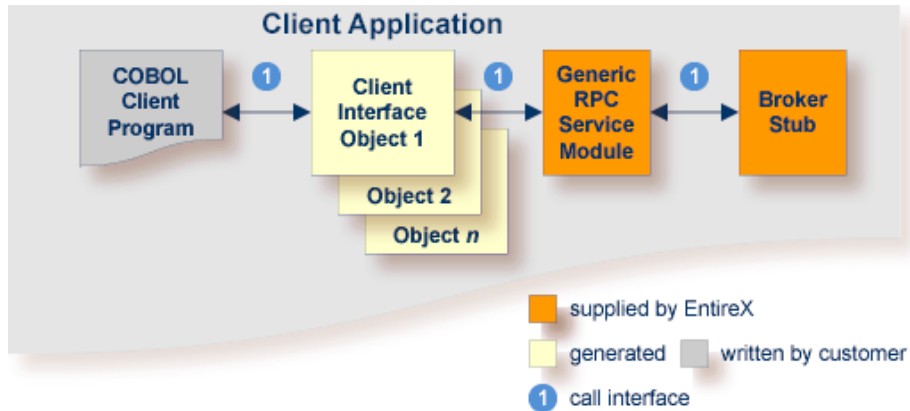 Client Application
COBOL
Client
Program
1
Client
Interface
Object 1
Object 2
Object n
1
Generic
RPC
Service
Module
1
Broker
Stub
supplied by EntireX
generated
written by customer
1 call interface